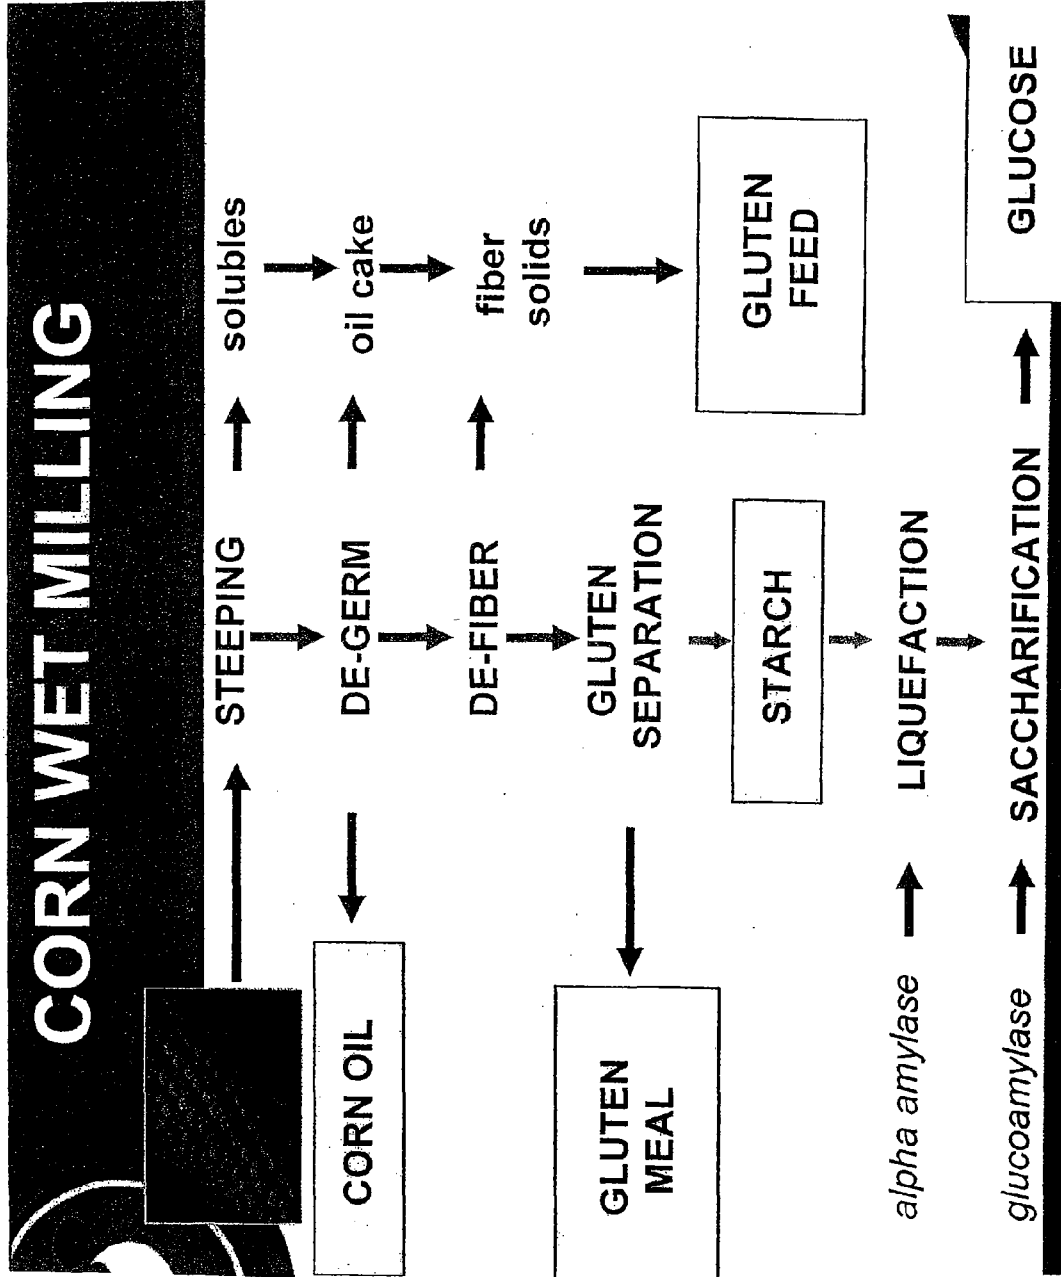 CORN WET MILLING
STEEPING
solubles
CORN OIL
DE-GERM
oil cake
DE-FIBER
fiber
solids
GLUTEN
MEAL
GLUTEN
SEPARATION
GLUTEN
FEED
STARCH
alpha amylase
LIQUEFACTION
glucoamylase
SACCHARIFICATION
GLUCOSE